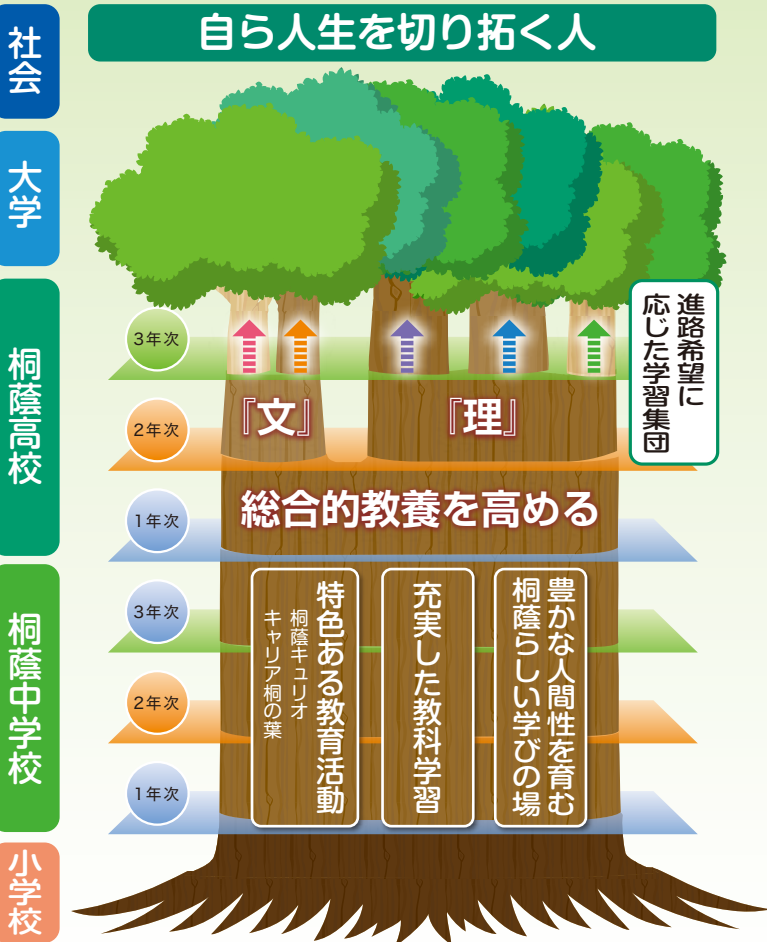 自ら人生を切り拓く人
社会
大学
桐蔭高校
桐蔭中学校
小学校
進路希望に
応じた学習集団
3年次
2年次
『文』
『理』
1年次
総合的教養を高める
3年次
2年次
1年次
豊かな人間性を育む
桐蔭らしい学びの場
充実した教科学習
特色ある教育活動
桐蔭キュリオ
キャリア桐の葉